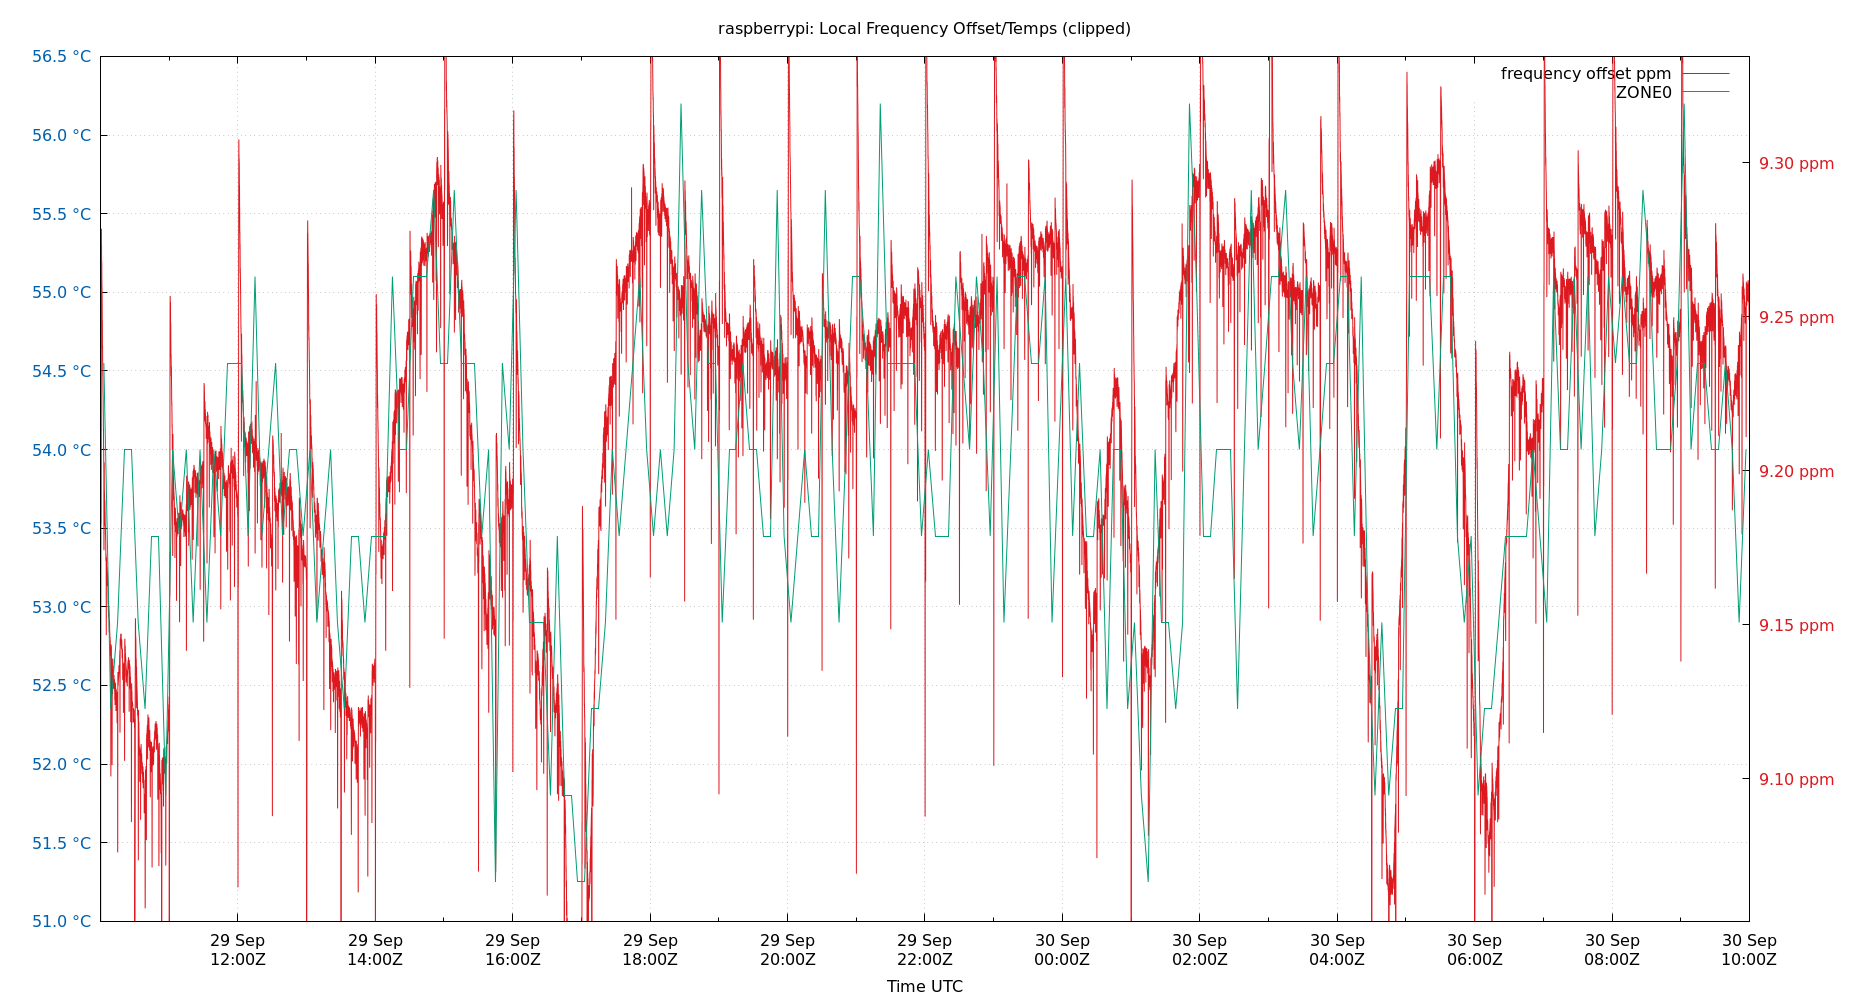 raspberrypi: Local Frequency Offset/Temps (clipped)
frequency offset ppm
ZONE0
56.5 °C
56.0 °C
55.5 °C
55.0 °C
54.5 °C
54.0 °C
53.5 °C
53.0 °C
52.5 °C
52.0 °C
51.5 °C
51.0 °C
9.30 ppm
9.25 ppm
9.20 ppm
9.15 ppm
9.10 ppm
29 Sep 29 Sep 29 Sep 29 Sep 29 Sep 29 Sep 30 Sep 30 Sep 30 Sep 30 Sep 30 Sep 30 Sep
12:00Z 14:00Z 16:00Z 18:00Z 20:00Z 22:00Z 00:00Z 02:00Z 04:00Z 06:00Z 08:00Z 10:00Z
Time UTC